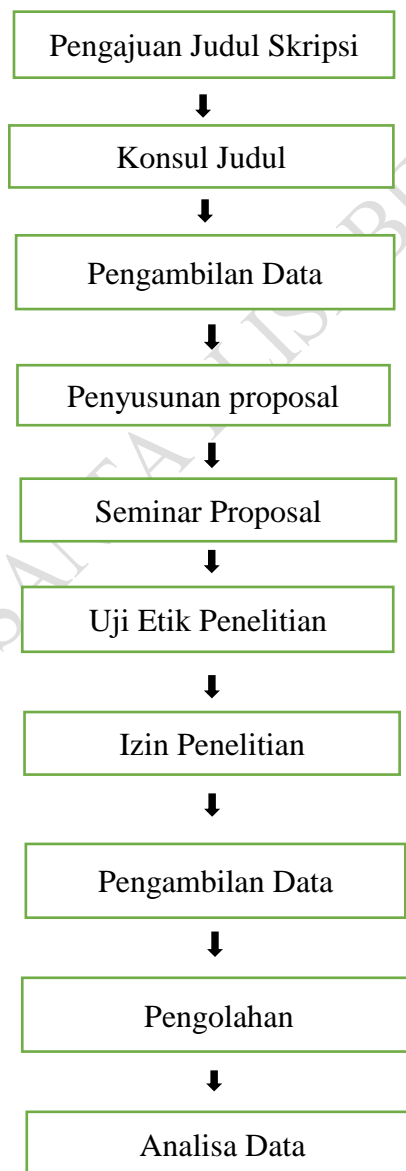 Pengajuan Judul Skripsi
Konsul Judul
Pengambilan Data
Penyusunan proposal
Seminar Proposal
Uji Etik Penelitian
Izin Penelitian
Pengambilan Data
Pengolahan
Analisa Data